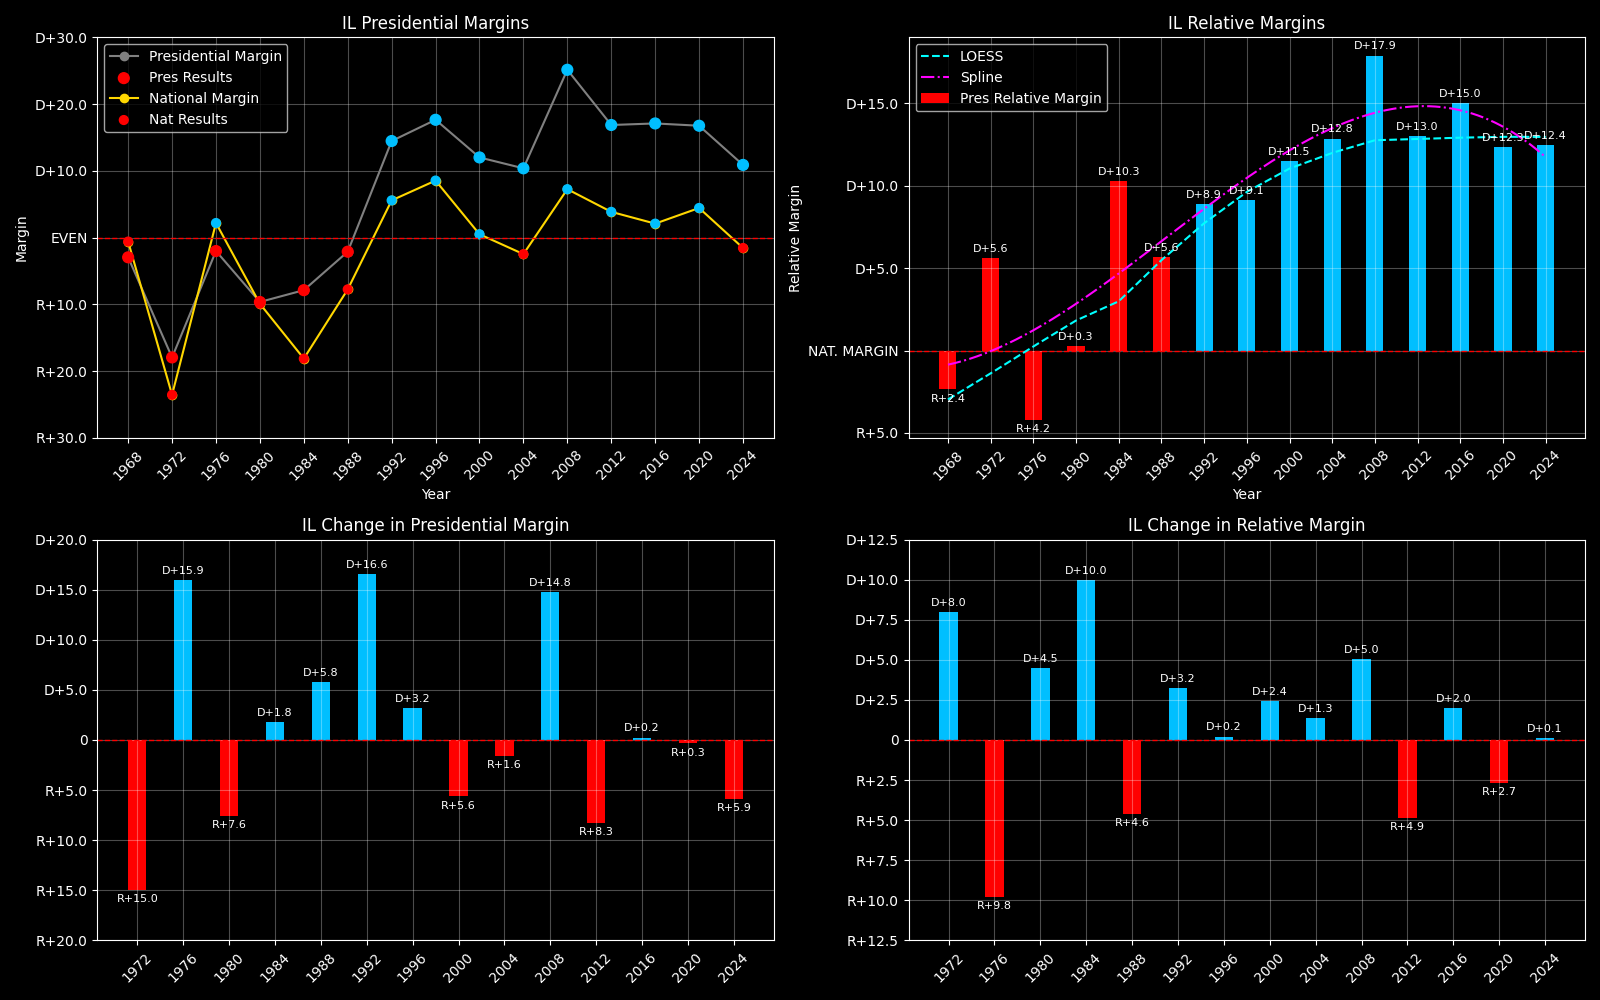 IL Presidential Margins
D+30.0
D+20.0
D+10.0
EVEN
R+10.0
R+20.0
R+30.0
Margin
Presidential Margin
Pres Results
National Margin
Nat Results
1968
1972
1976
1980
1984
1988
1992
1996
2000
2004
2008
2012
2016
2020
2024
Year
IL Relative Margins
D+15.0
D+10.0
D+5.0
NAT. MARGIN
R+5.0
Relative Margin
LOESS
Spline
Pres Relative Margin
R+2.4
D+5.6
R+4.2
D+0.3
D+10.3
D+5.6
D+8.9
D+9.1
D+11.5
D+12.8
D+17.9
D+13.0
D+15.0
D+12.3
D+12.4
1968
1972
1976
1980
1984
1988
1992
1996
2000
2004
2008
2012
2016
2020
2024
Year
IL Change in Presidential Margin
D+20.0
D+15.0
D+10.0
D+5.0
0
R+5.0
R+10.0
R+15.0
R+20.0
R+15.0
D+15.9
R+7.6
D+1.8
D+5.8
D+16.6
D+3.2
R+5.6
R+1.6
D+14.8
R+8.3
D+0.2
R+0.3
R+5.9
1972
1976
1980
1984
1988
1992
1996
2000
2004
2008
2012
2016
2020
2024
IL Change in Relative Margin
D+12.5
D+10.0
D+7.5
D+5.0
D+2.5
0
R+2.5
R+5.0
R+7.5
R+10.0
R+12.5
D+8.0
R+9.8
D+4.5
D+10.0
R+4.6
D+3.2
D+0.2
D+2.4
D+1.3
D+5.0
R+4.9
D+2.0
R+2.7
D+0.1
1972
1976
1980
1984
1988
1992
1996
2000
2004
2008
2012
2016
2020
2024